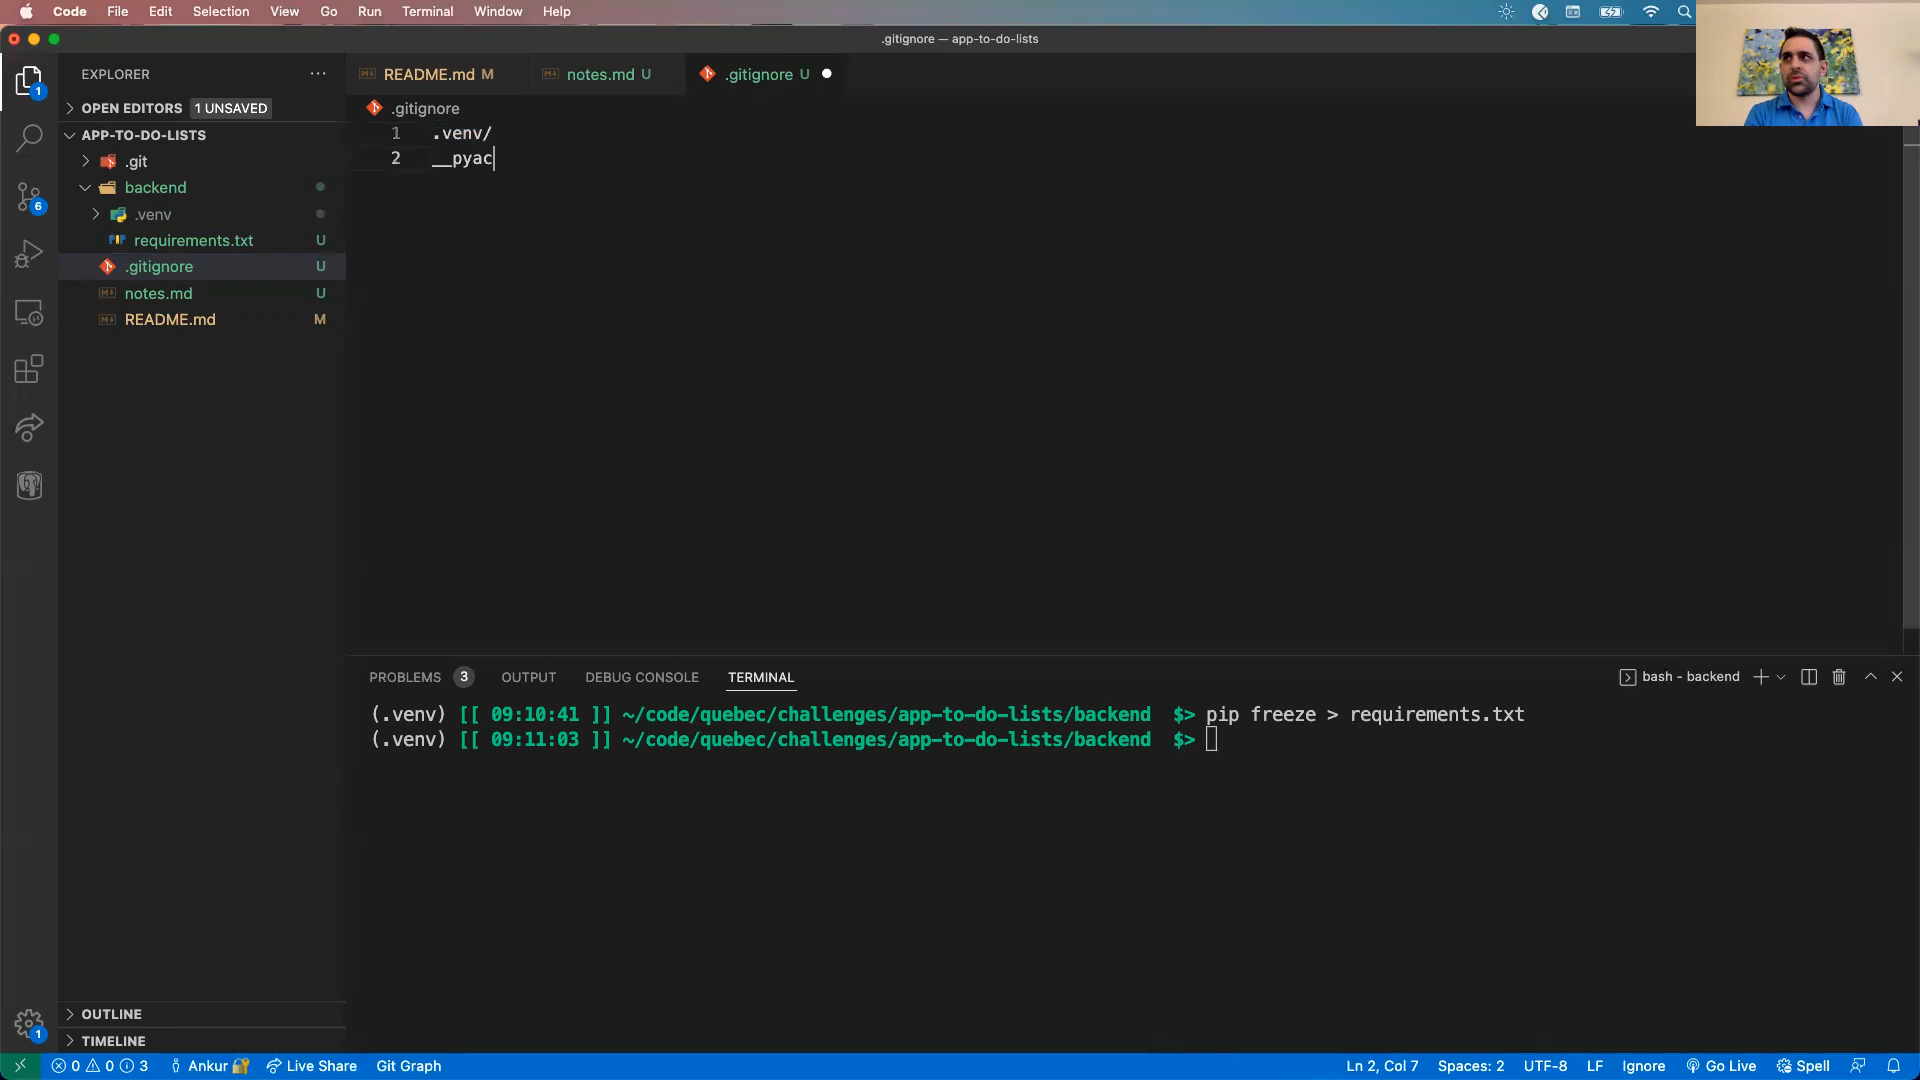 Code File Edit Selection View Go Run Terminal Window Help
.gitignore — app-to-do-lists
EXPLORER
README.md M
notes.md U
.gitignore U
OPEN EDITORS 1 UNSAVED
.gitignore
APP-TO-DO-LISTS
1 .venv/
.git
2 __pyac
backend
.venv
requirements.txt U
.gitignore U
notes.md U
README.md M
1
6
PROBLEMS 3 OUTPUT DEBUG CONSOLE TERMINAL
bash - backend
(.venv) [[ 09:10:41 ]] ~/code/quebec/challenges/app-to-do-lists/backend $> pip freeze > requirements.txt
(.venv) [[ 09:11:03 ]] ~/code/quebec/challenges/app-to-do-lists/backend $>
OUTLINE
TIMELINE
1
0 0 3 Ankur Live Share Git Graph
Ln 2, Col 7 Spaces: 2 UTF-8 LF Ignore Go Live Spell